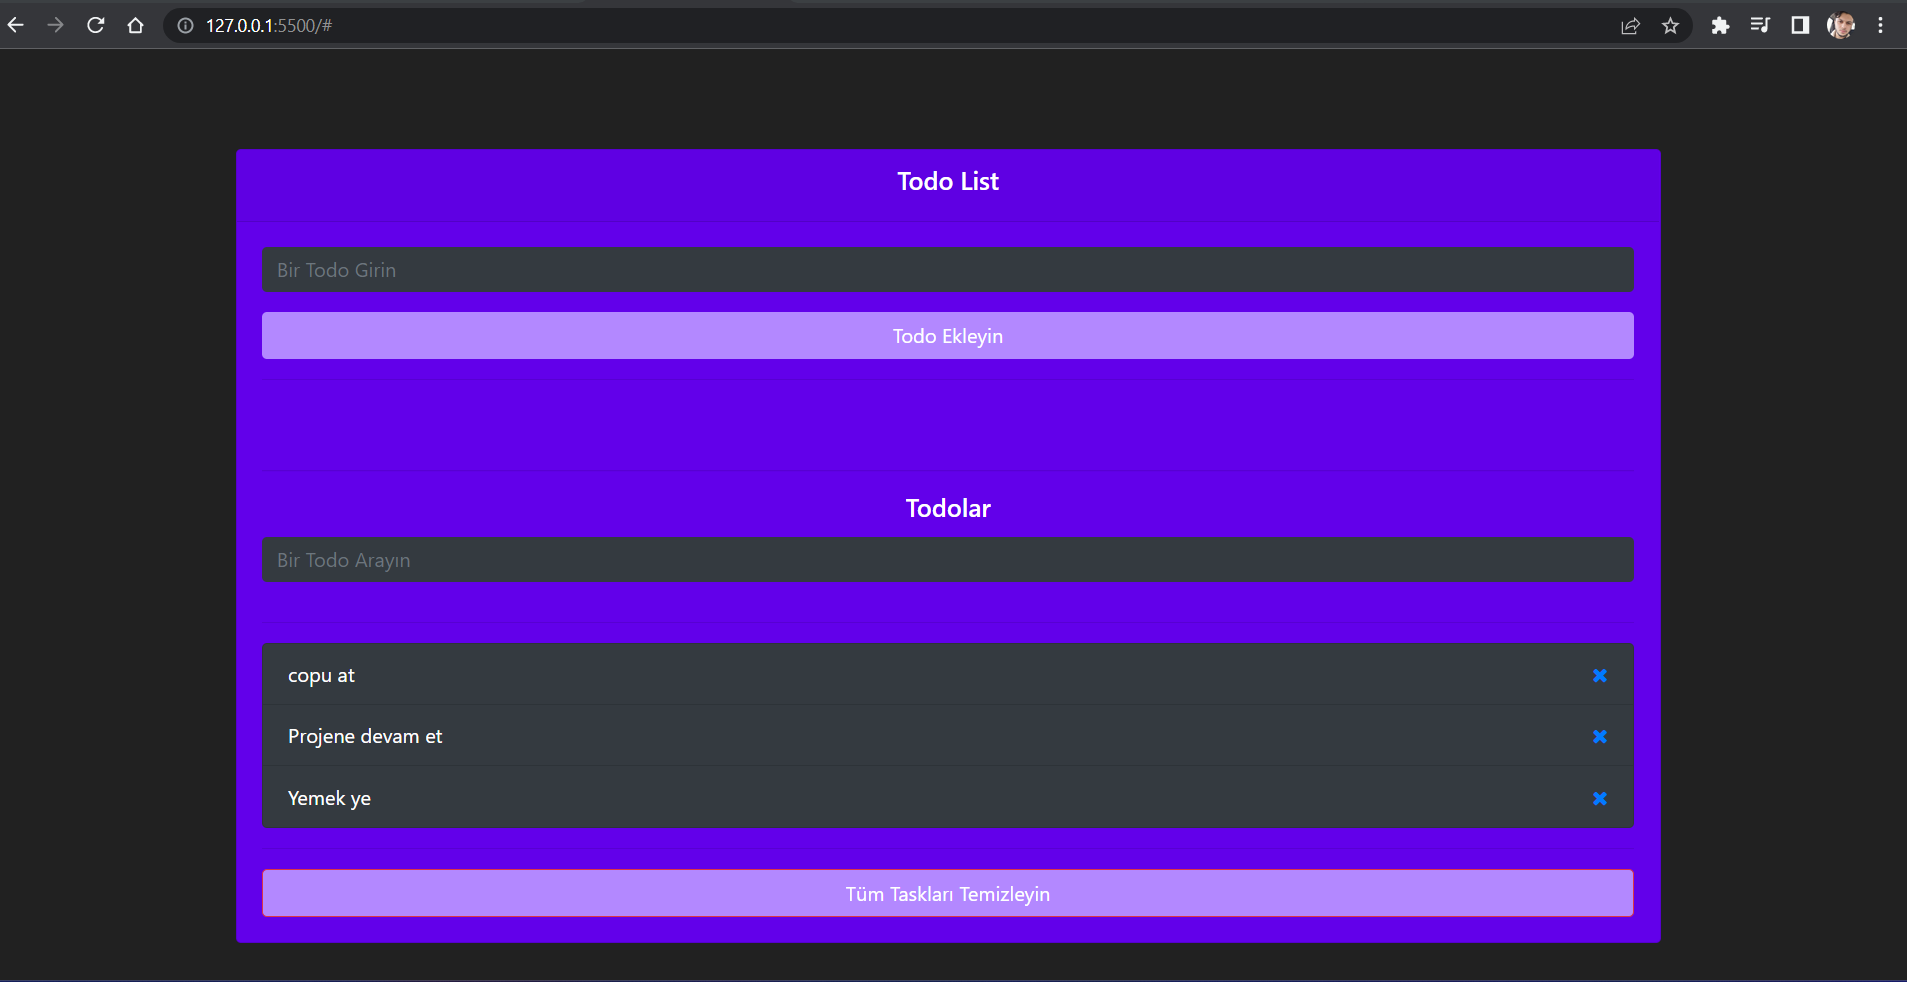 127.0.0.1:5500/#
Todo List
Bir Todo Girin
Todo Ekleyin
Todolar
Bir Todo Arayın
copu at
Projene devam et
Yemek ye
Tüm Taskları Temizleyin